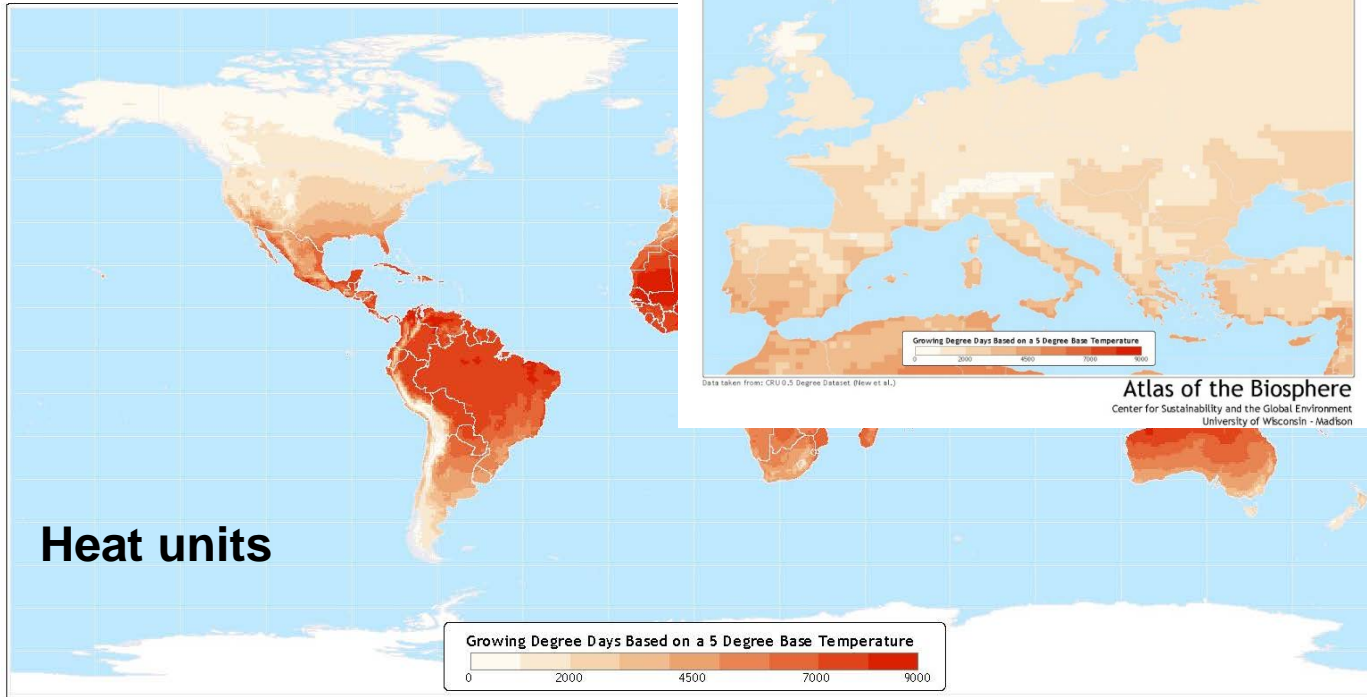 Growing Degree Days Based on a 5 Degree Base Temperature
0 2000 4500 7000 9000
Data taken from: CRU 0.5 Degree Dataset (New et al.)
Atlas of the Biosphere
Center for Sustainability and the Global Environment
University of Wisconsin - Madison
Heat units
Growing Degree Days Based on a 5 Degree Base Temperature
0 2000 4500 7000 9000